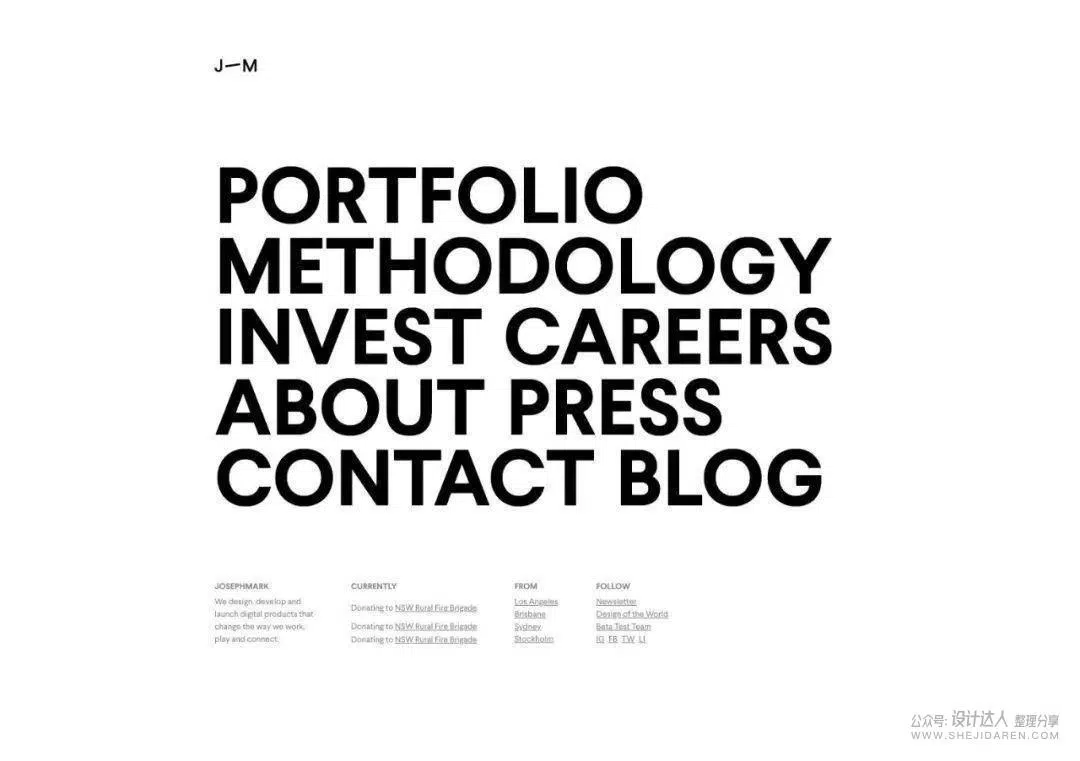 J—M
PORTFOLIO
METHODOLOGY
INVEST CAREERS
ABOUT PRESS
CONTACT BLOG
JOSEPHMARK
We design, develop and
launch digital products that
change the way we work,
play and connect.
CURRENTLY
Donating to NSW Rural Fire Brigade
Donating to NSW Rural Fire Brigade
Donating to NSW Rural Fire Brigade
FROM
Los Angeles
Brisbane
Sydney
Stockholm
FOLLOW
Newsletter
Design of the World
Beta Test Team
IG FB TW LI
公众号: 设计达人 整理分享
WWW.SHEJIDAREN.COM